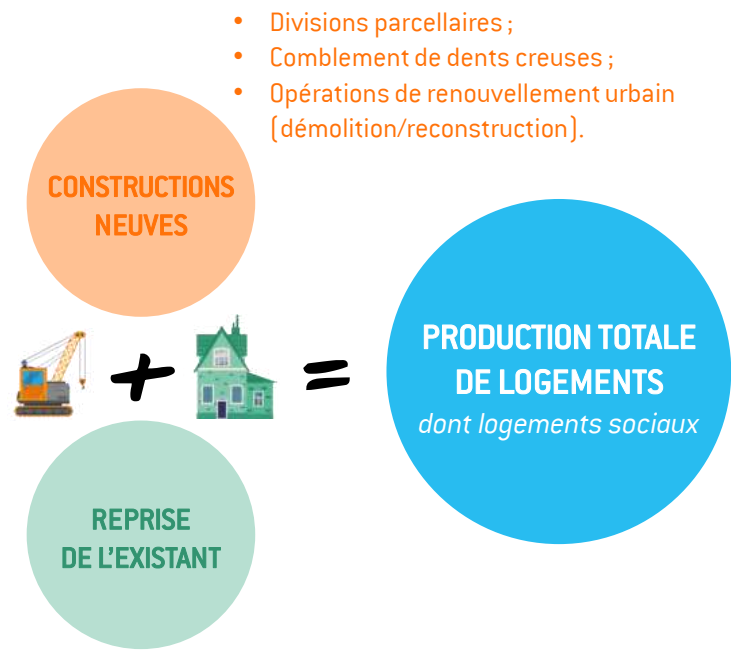 • Divisions parcellaires ;
• Comblement de dents creuses ;
• Opérations de renouvellement urbain
(démolition/reconstruction).
CONSTRUCTIONS
NEUVES
+ =
PRODUCTION TOTALE
DE LOGEMENTS
dont logements sociaux
REPRISE
DE L'EXISTANT